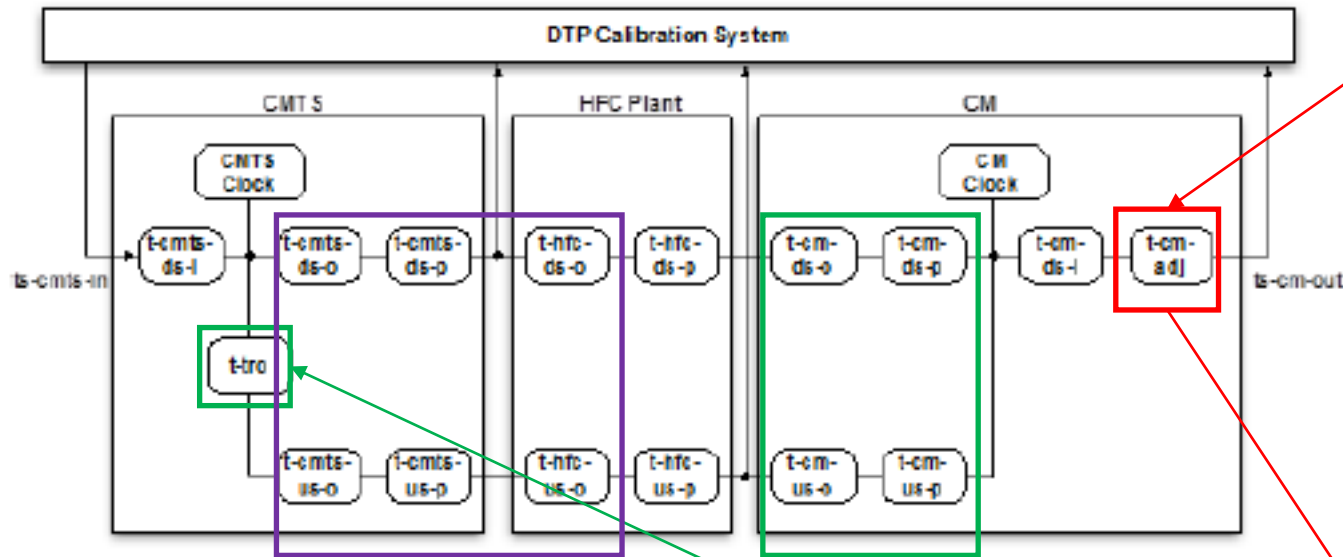 DTP Calibration System
CMTS
HFC Plant
CM
CMTS
Clock
CM
Clock
t-cmts-
ds-i
t-cmts-
ds-o
t-cmts-
ds-p
t-hfc-
ds-o
t-hfc-
ds-p
t-cm-
ds-o
t-cm-
ds-p
t-cm-
ds-i
t-cm-
adj
ts-cmts-in
ts-cm-out
t-tro
t-cmts-
us-o
t-cmts-
us-p
t-hfc-
us-o
t-hfc-
us-p
t-cm-
us-o
t-cm-
us-p